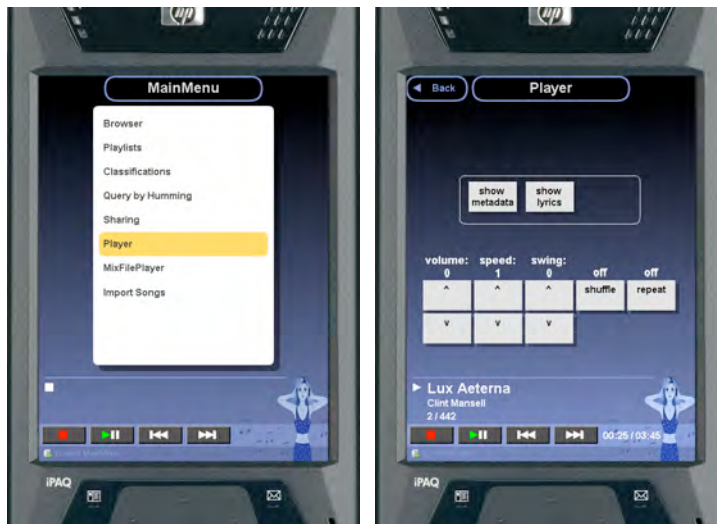 hp
MainMenu
Browser
Playlists
Classifications
Query by Humming
Sharing
Player
MixFilePlayer
Import Songs
iPAQ
hp
Back
Player
show metadata
show lyrics
volume: speed: swing:
0 1 0 off off
^ ^ ^ shuffle repeat
v v v
Lux Aeterna
Clint Mansell
2 / 442
00:25 / 03:45
iPAQ